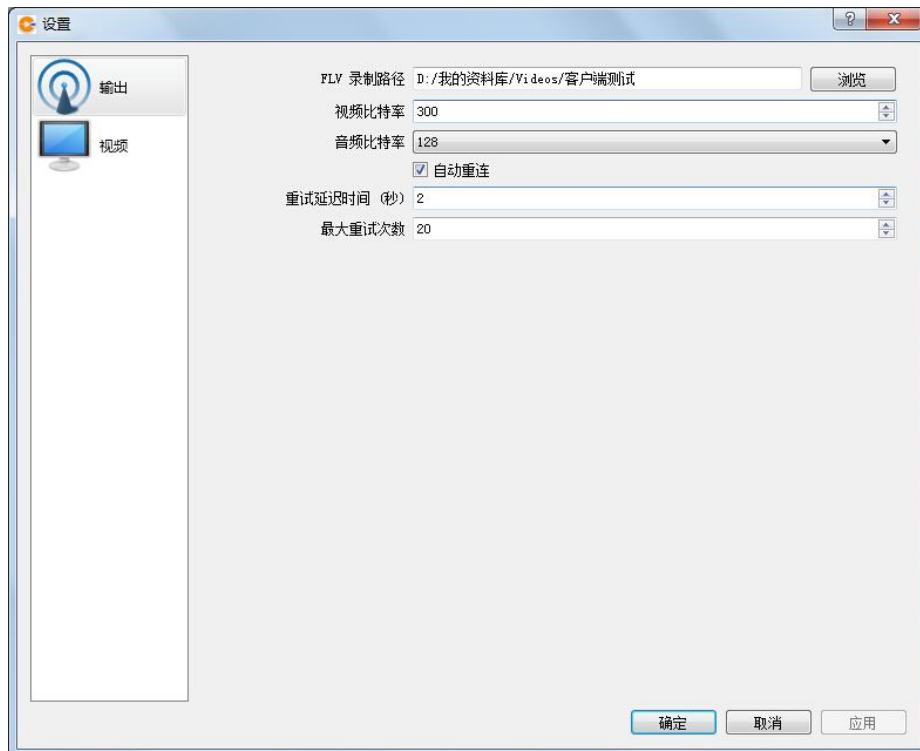 设置
输出
视频
FLV 录制路径 D:/我的资料库/Videos/客户端测试 浏览
视频比特率 300
音频比特率 128
自动重连
重试延迟时间 (秒) 2
最大重试次数 20
确定 取消 应用